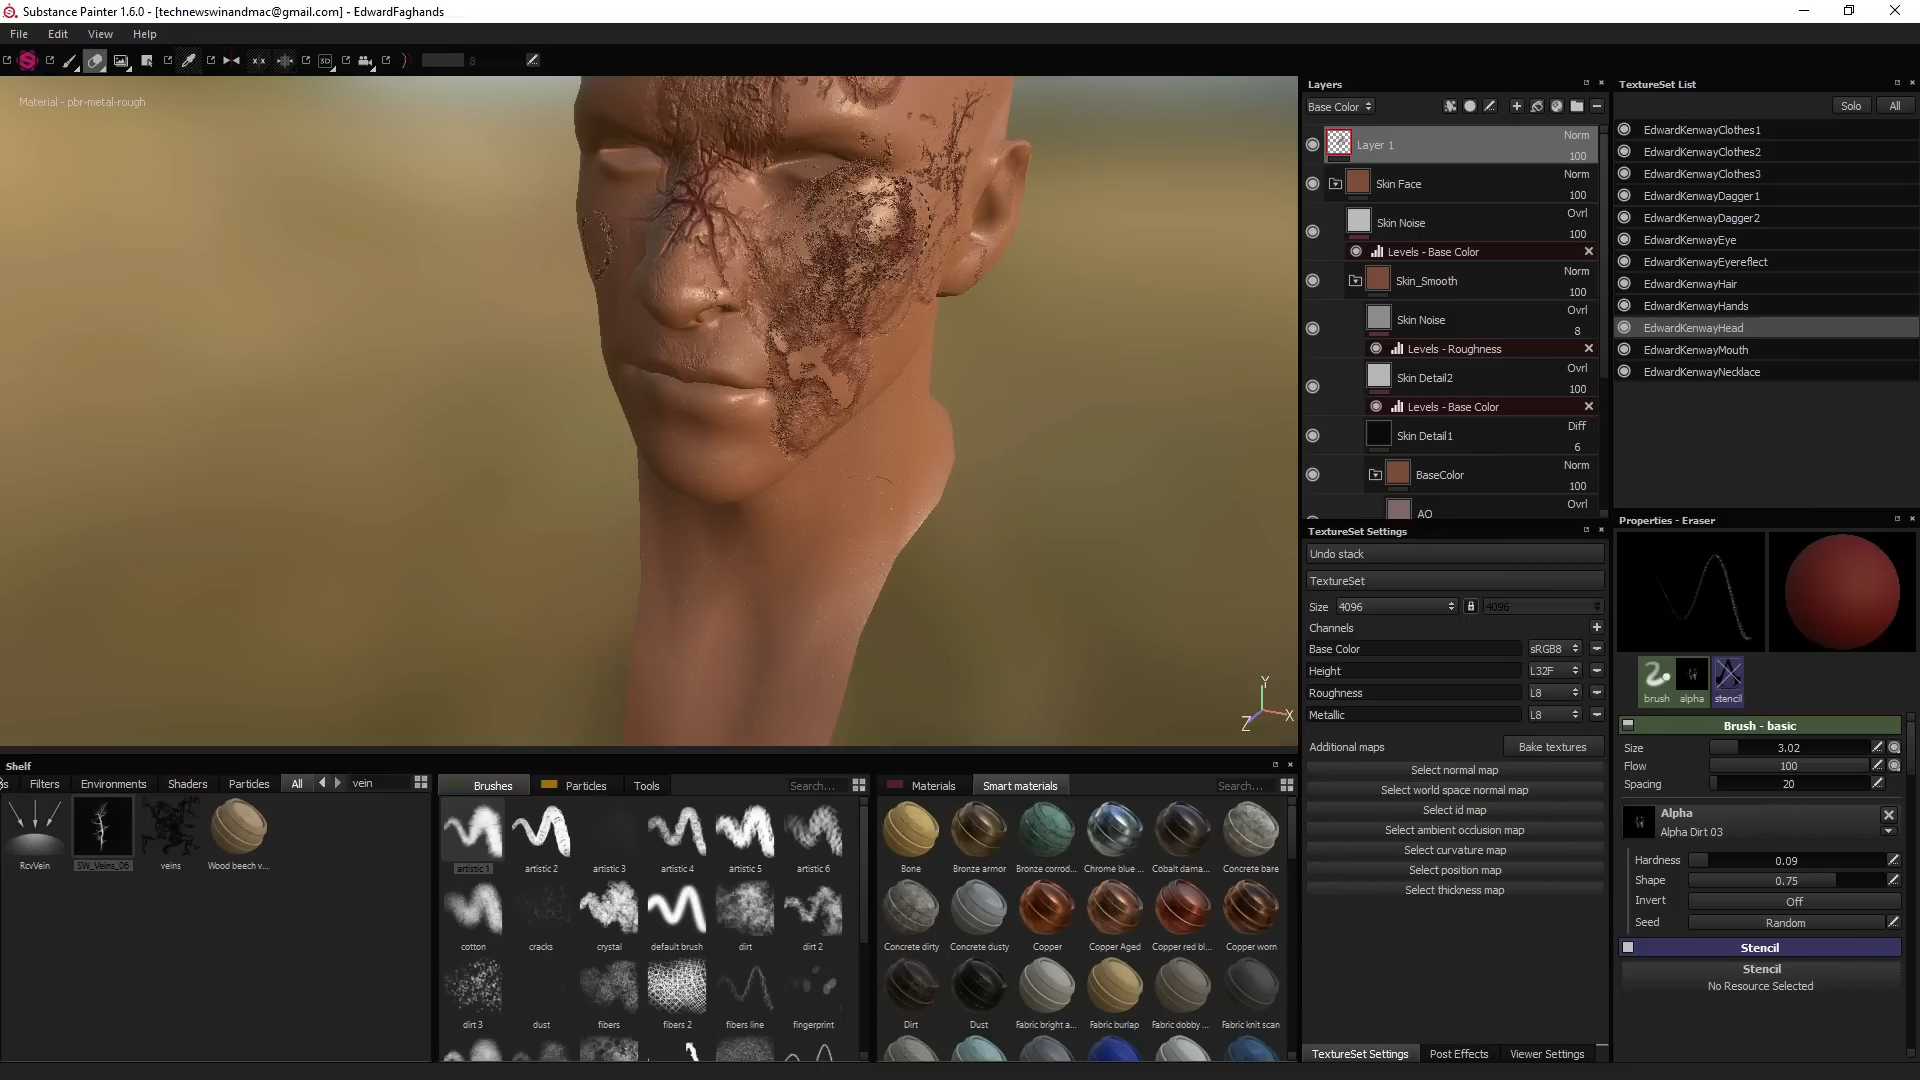 Substance Painter 1.6.0 - [technewswinandmac@gmail.com] - EdwardFaghands
File Edit View Help
8
3D
Material - pbr-metal-rough
Y
X
Z
Layers
Base Color
Layer 1 Norm 100
Skin Face Norm 100
Skin Noise Ovrl 100
Levels - Base Color
Skin_Smooth Norm 100
Skin Noise Ovrl 8
Levels - Roughness
Skin Detail2 Ovrl 100
Levels - Base Color
Skin Detail1 Diff 6
BaseColor Norm 100
AO Ovrl
TextureSet List
Solo All
EdwardKenwayClothes1
EdwardKenwayClothes2
EdwardKenwayClothes3
EdwardKenwayDagger1
EdwardKenwayDagger2
EdwardKenwayEye
EdwardKenwayEyereflect
EdwardKenwayHair
EdwardKenwayHands
EdwardKenwayHead
EdwardKenwayMouth
EdwardKenwayNecklace
TextureSet Settings
Undo stack
TextureSet
Size 4096 4096
Channels
Base Color sRGB8
Height L32F
Roughness L8
Metallic L8
Additional maps Bake textures
Select normal map
Select world space normal map
Select id map
Select ambient occlusion map
Select curvature map
Select position map
Select thickness map
TextureSet Settings Post Effects Viewer Settings
Properties - Eraser
brush alpha stencil
Brush - basic
Size 3.02
Flow 100
Spacing 20
Alpha
Alpha Dirt 03
Hardness 0.09
Shape 0.75
Invert Off
Seed Random
Stencil
Stencil
No Resource Selected
Shelf
Filters Environments Shaders Particles All vein
RcvVein SW_Veins_06 veins Wood beech v...
Brushes Particles Tools Search...
artistic 1 artistic 2 artistic 3 artistic 4 artistic 5 artistic 6
cotton cracks crystal default brush dirt dirt 2
dirt 3 dust fibers fibers 2 fibers line fingerprint
Materials Smart materials Search...
Bone Bronze armor Bronze corrod... Chrome blue ... Cobalt dama... Concrete bare
Concrete dirty Concrete dusty Copper Copper Aged Copper red bl... Copper worn
Dirt Dust Fabric bright a... Fabric burlap Fabric dobby ... Fabric knit scan